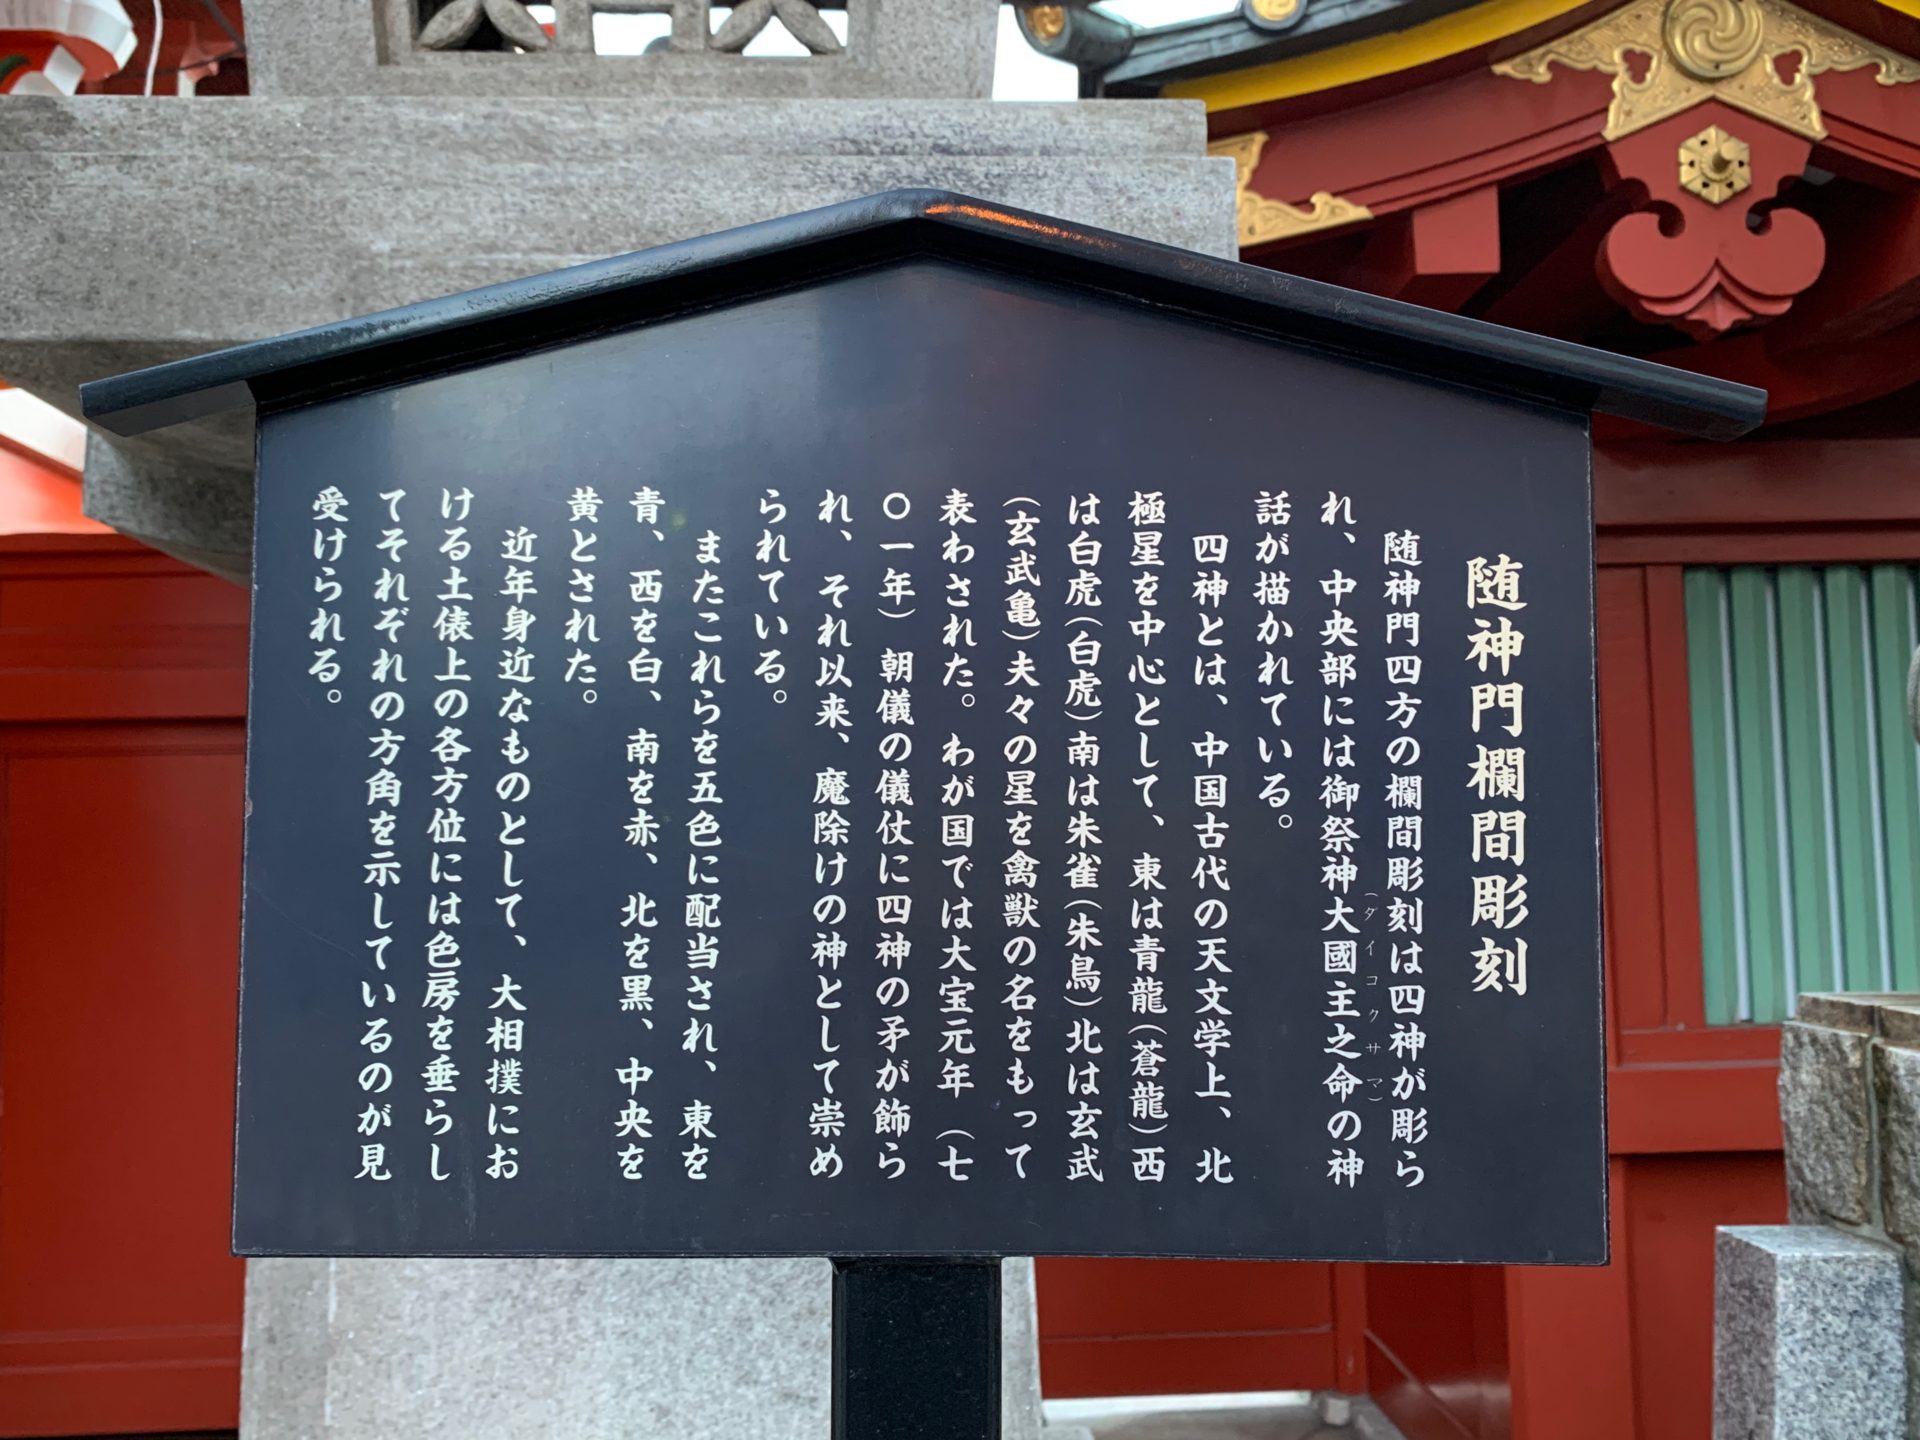 随神門欄間彫刻
随神門四方の欄間彫刻は四神が彫ら
れ、中央部には御祭神大國主之命の神
(ダイコクサマ)
話が描かれている。
四神とは、中国古代の天文学上、北
極星を中心として、東は青龍(蒼龍)西
は白虎(白虎)南は朱雀(朱鳥)北は玄武
(玄武亀)夫々の星を禽獣の名をもって
表わされた。わが国では大宝元年（七
〇一年）朝儀の儀仗に四神の矛が飾ら
れ、それ以来、魔除けの神として崇め
られている。
またこれらを五色に配当され、東を
青、西を白、南を赤、北を黒、中央を
黄とされた。
近年身近なものとして、大相撲にお
ける土俵上の各方位には色房を垂らし
てそれぞれの方角を示しているのが見
受けられる。